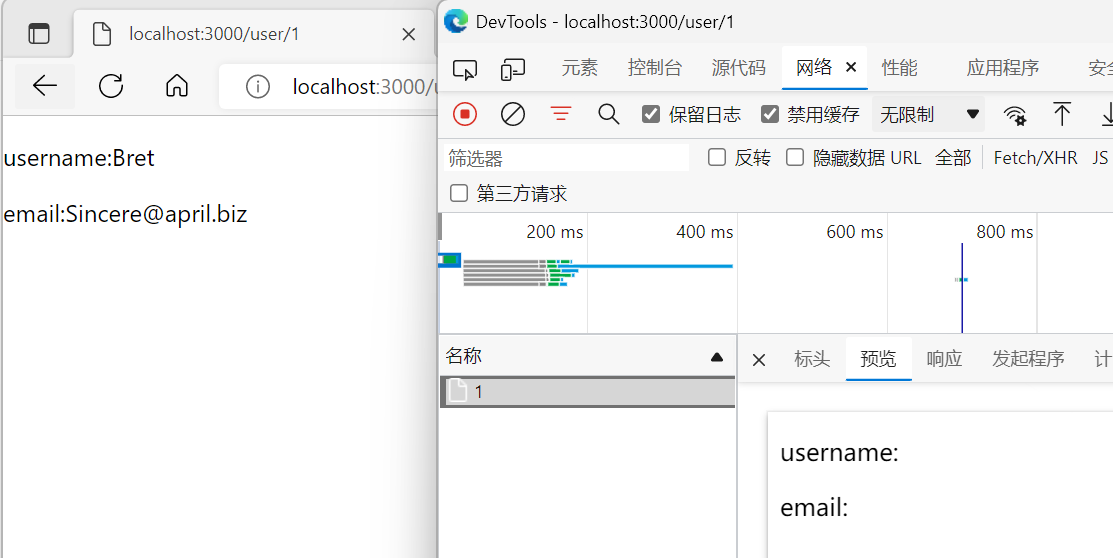 localhost:3000/user/1
localhost:3000/u
username:Bret
email:Sincere@april.biz
DevTools - localhost:3000/user/1
元素 控制台 源代码 网络 性能 应用程序 安全
保留日志 禁用缓存 无限制
筛选器 反转 隐藏数据 URL 全部 Fetch/XHR JS
第三方请求
200 ms 400 ms 600 ms 800 ms
名称
1
标头 预览 响应 发起程序 计
username:
email: